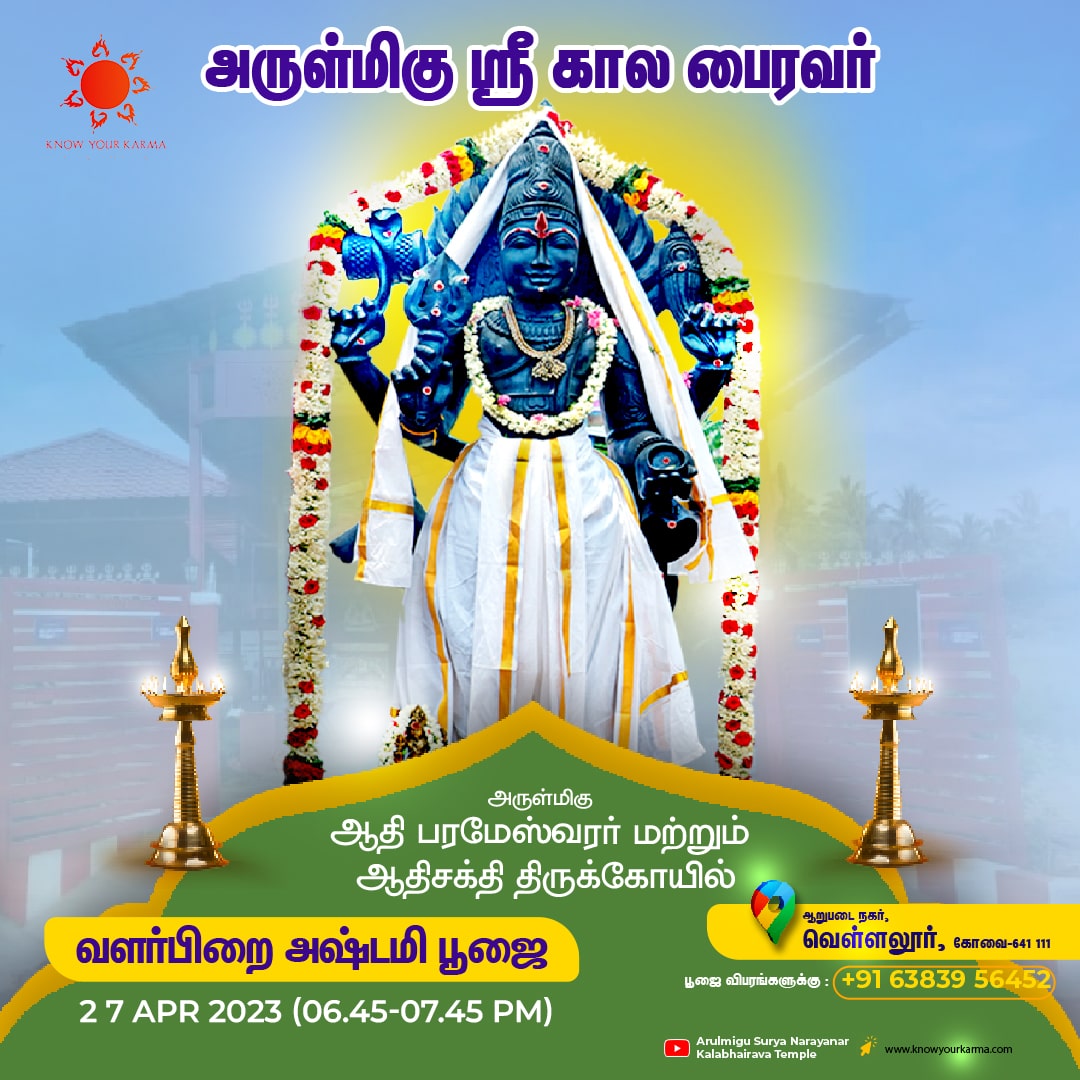 அருள்மிகு ஸ்ரீ கால பைரவர்
KNOW YOUR KARMA
அருள்மிகு
ஆதி பரமேஸ்வரர் மற்றும்
ஆதிசக்தி திருக்கோயில்
வளர்பிறை அஷ்டமி பூஜை
2 7 APR 2023 (06.45-07.45 PM)
ஆறுபடை நகர்,
வெள்ளலூர், கோவை-641 111
பூஜை விபரங்களுக்கு : +91 63839 56452
Arulmigu Surya Narayanar
Kalabhairava Temple
www.knowyourkarma.com